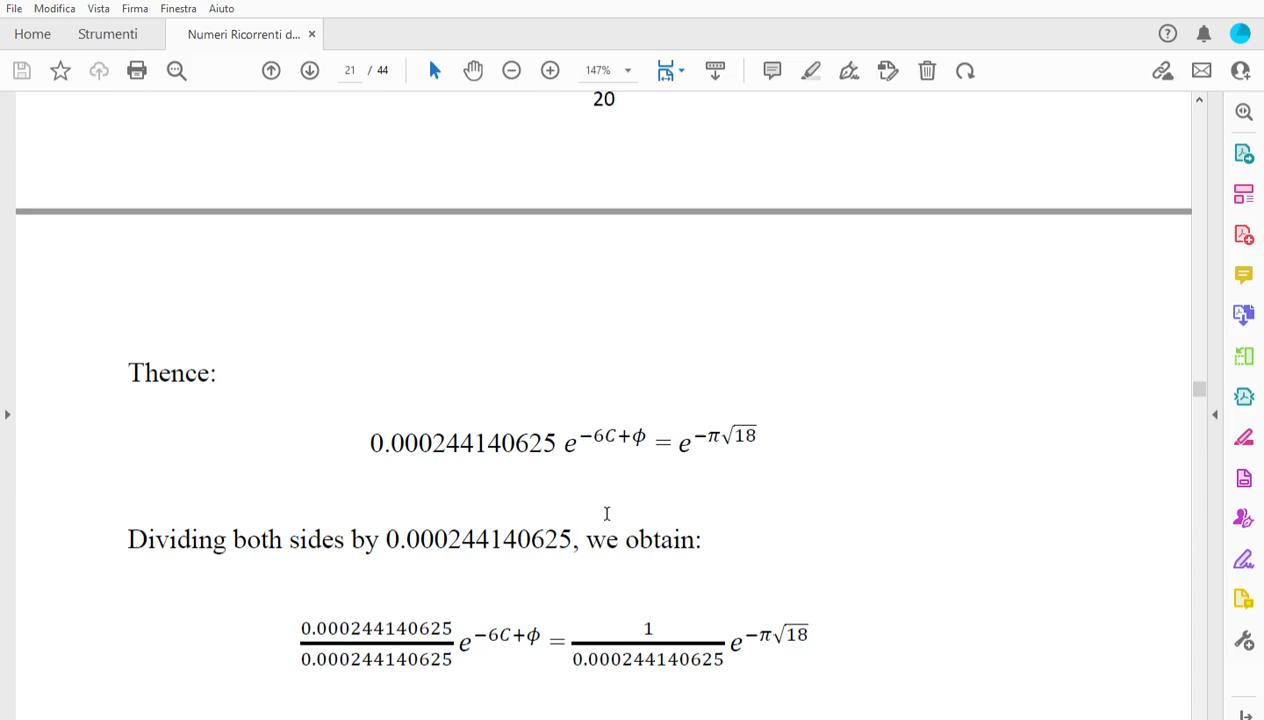 File Modifica Vista Firma Finestra Aiuto
Home Strumenti Numeri Ricorrenti d... ×
21 / 44 147%
20
Thence:
0.000244140625 e^{−6C+ϕ} = e^{−π√18}
Dividing both sides by 0.000244140625, we obtain:
0.000244140625/0.000244140625 e^{−6C+ϕ} = 1/0.000244140625 e^{−π√18}